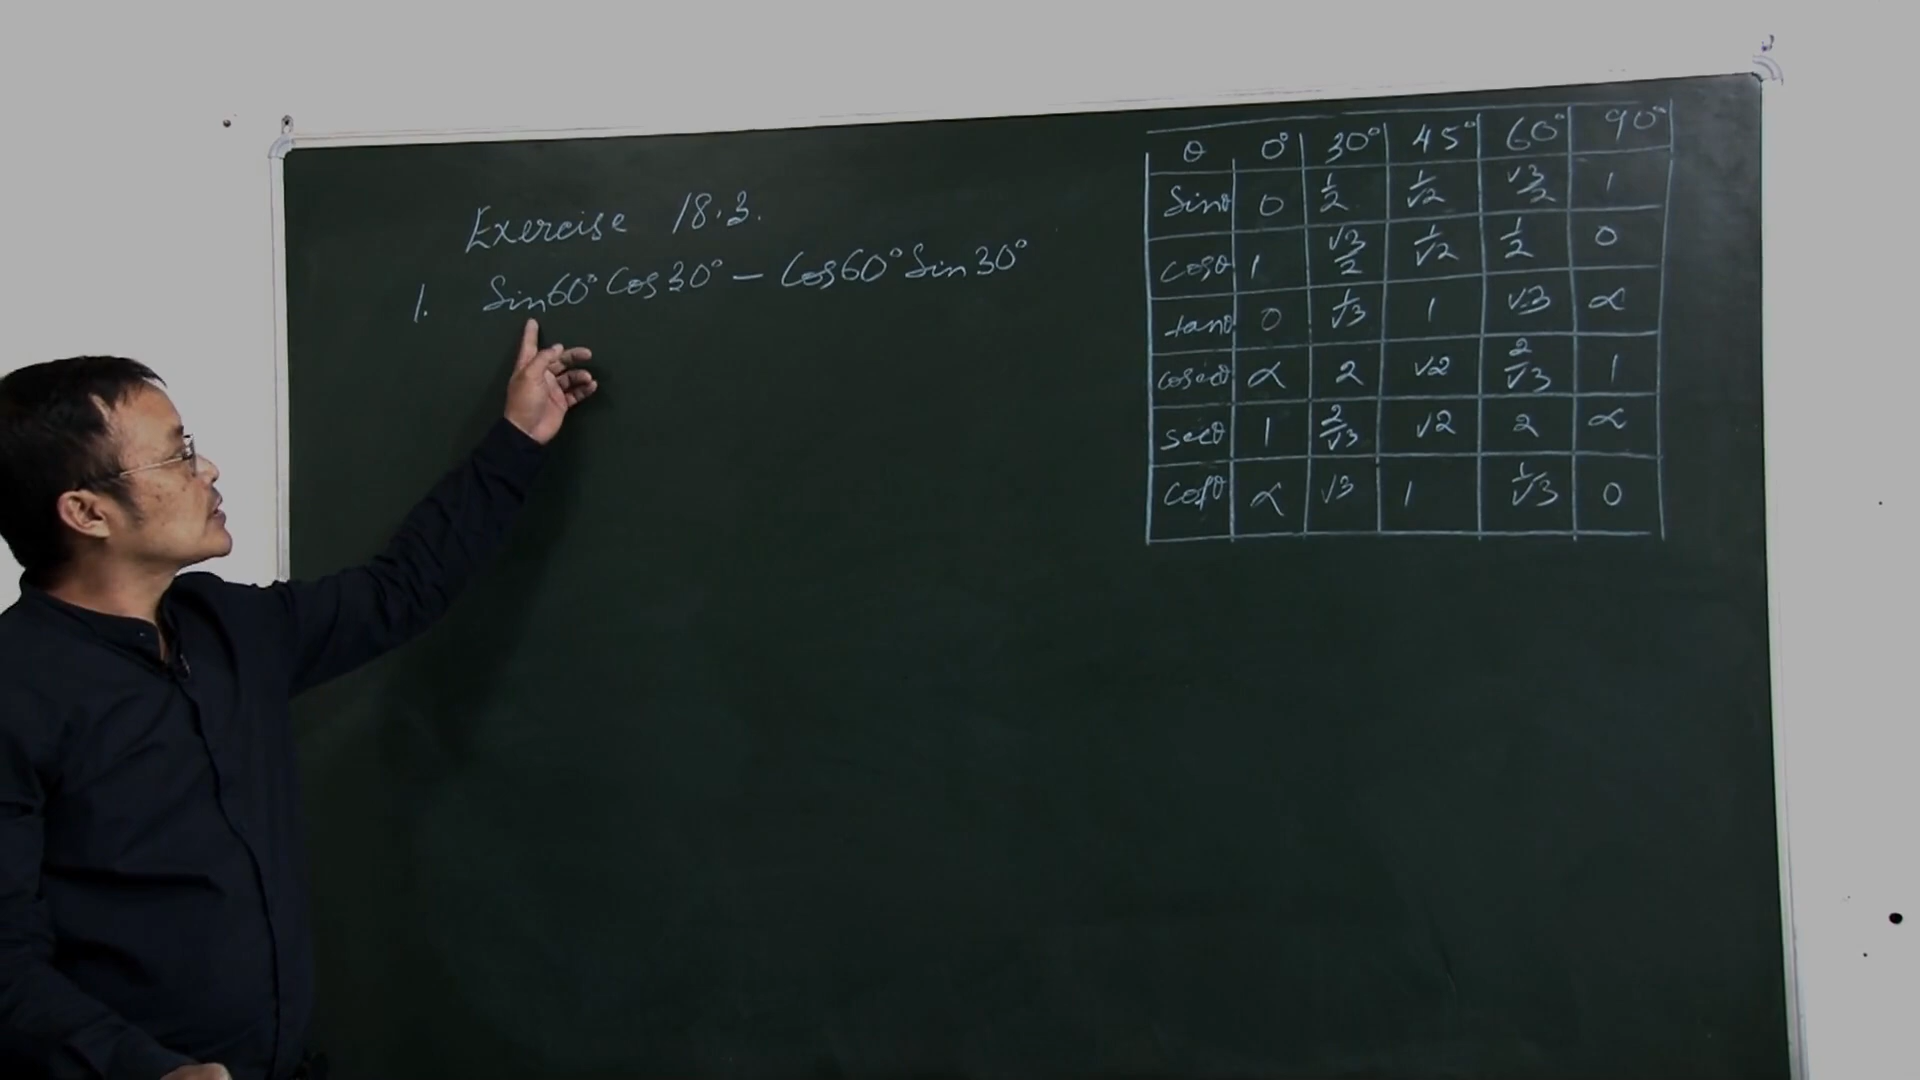 Exercise 18.3.
1. Sin60° Cos30° – Cos60° Sin30°
θ 0° 30° 45° 60° 90°
Sinθ 0 1/2 1/√2 √3/2 1
Cosθ 1 √3/2 1/√2 1/2 0
tanθ 0 1/√3 1 √3 α
Cosecθ α 2 √2 2/√3 1
secθ 1 2/√3 √2 2 α
Cotθ α √3 1 1/√3 0